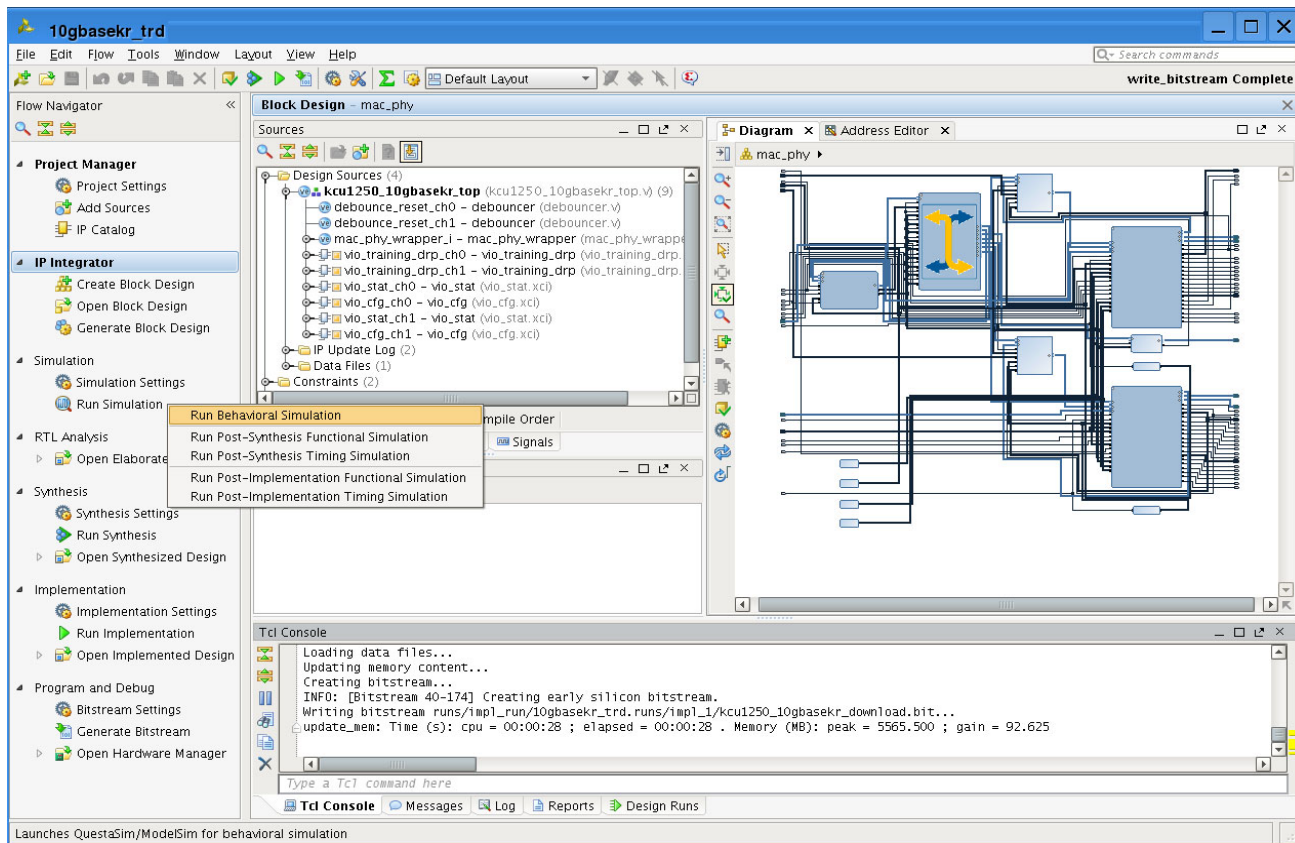 10gbasekr_trd
File Edit Flow Tools Window Layout View Help
Search commands
Default Layout
write_bitstream Complete
Flow Navigator
Project Manager
Project Settings
Add Sources
IP Catalog
IP Integrator
Create Block Design
Open Block Design
Generate Block Design
Simulation
Simulation Settings
Run Simulation
RTL Analysis
Open Elaborate
Synthesis
Synthesis Settings
Run Synthesis
Open Synthesized Design
Implementation
Implementation Settings
Run Implementation
Open Implemented Design
Program and Debug
Bitstream Settings
Generate Bitstream
Open Hardware Manager
Run Behavioral Simulation
Run Post-Synthesis Functional Simulation
Run Post-Synthesis Timing Simulation
Run Post-Implementation Functional Simulation
Run Post-Implementation Timing Simulation
Block Design - mac_phy
Sources
Design Sources (4)
kcu1250_10gbasekr_top (kcu1250_10gbasekr_top.v) (9)
debounce_reset_ch0 - debouncer (debouncer.v)
debounce_reset_ch1 - debouncer (debouncer.v)
mac_phy_wrapper_i - mac_phy_wrapper (mac_phy_wrappe
vio_training_drp_ch0 - vio_training_drp (vio_training_drp.
vio_training_drp_ch1 - vio_training_drp (vio_training_drp.
vio_stat_ch0 - vio_stat (vio_stat.xci)
vio_cfg_ch0 - vio_cfg (vio_cfg.xci)
vio_stat_ch1 - vio_stat (vio_stat.xci)
vio_cfg_ch1 - vio_cfg (vio_cfg.xci)
IP Update Log (2)
Data Files (1)
Constraints (2)
mpile Order
Signals
Diagram
Address Editor
mac_phy
Tcl Console
Loading data files...
Updating memory content...
Creating bitstream...
INFO: [Bitstream 40-174] Creating early silicon bitstream.
Writing bitstream runs/impl_run/10gbasekr_trd.runs/impl_1/kcu1250_10gbasekr_download.bit...
update_mem: Time (s): cpu = 00:00:28 ; elapsed = 00:00:28 . Memory (MB): peak = 5565.500 ; gain = 92.625
Type a Tcl command here
Tcl Console Messages Log Reports Design Runs
Launches QuestaSim/ModelSim for behavioral simulation